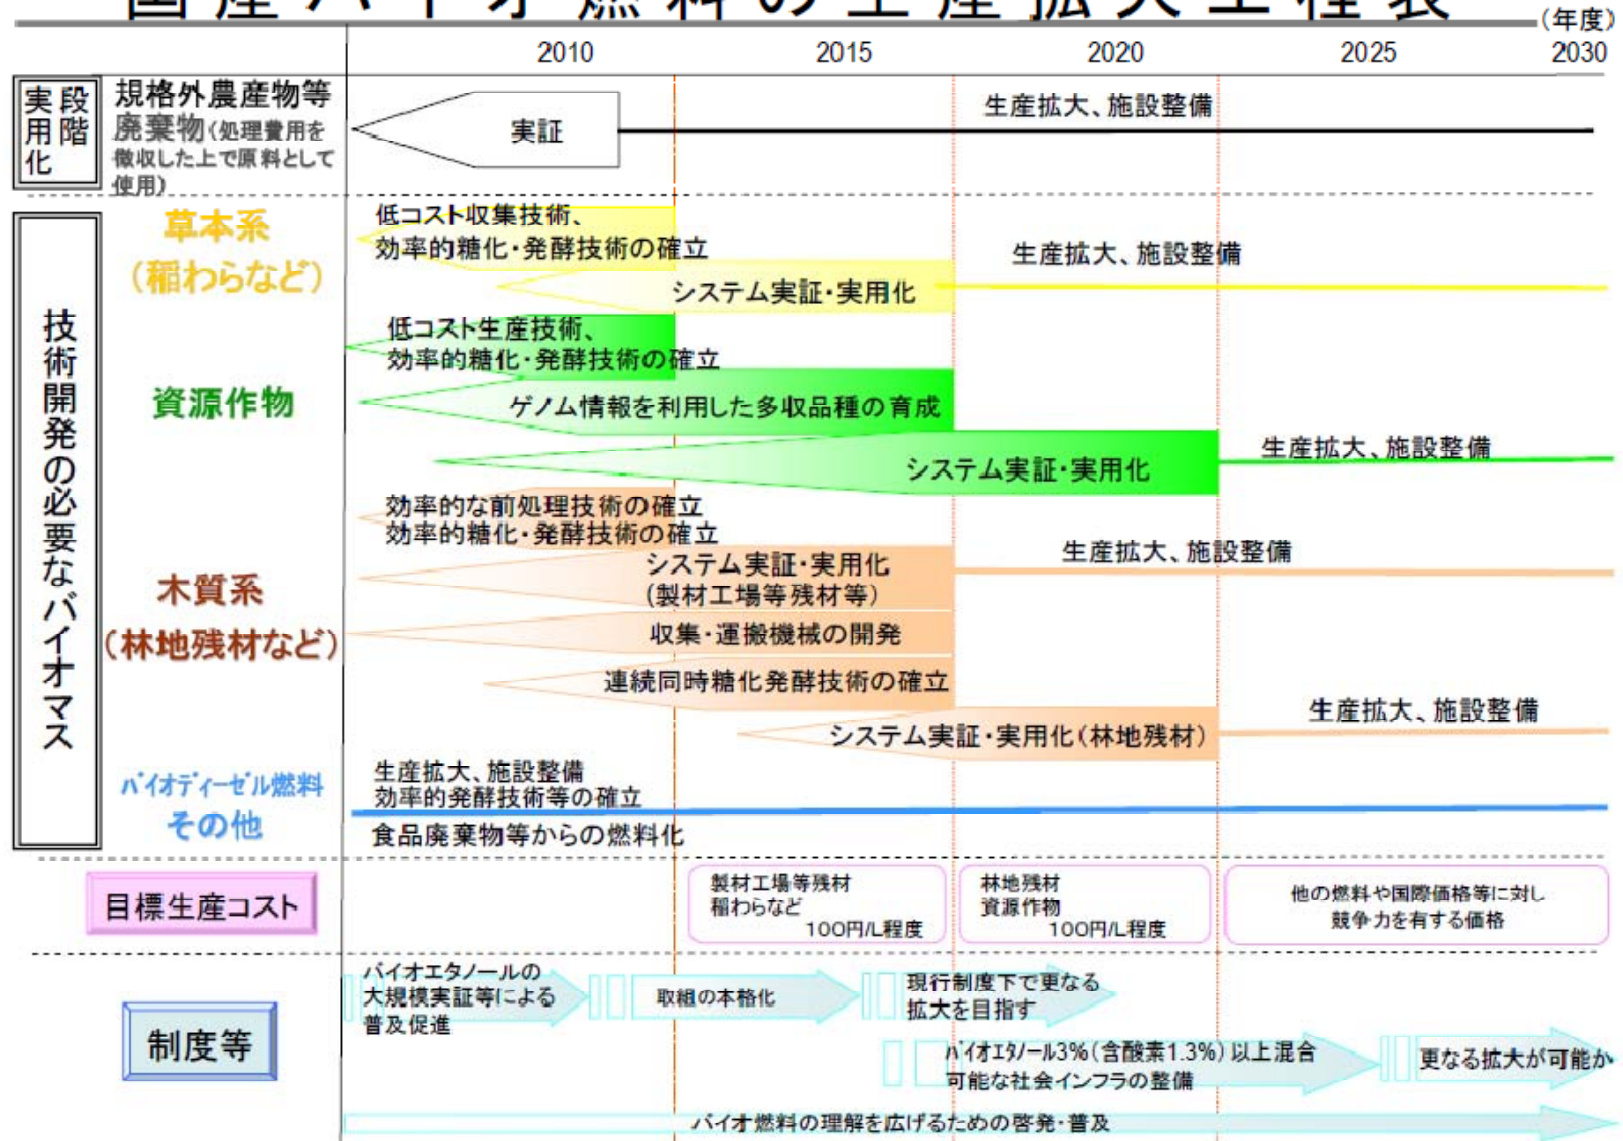 国産バイオ燃料の生産拡大工程表
(年度)
2010
2015
2020
2025
2030
実用化
段階
規格外農産物等
廃棄物(処理費用を
徴収した上で原料として
使用)
実証
生産拡大、施設整備
技術開発の必要なバイオマス
草本系
(稲わらなど)
低コスト収集技術、
効率的糖化・発酵技術の確立
システム実証・実用化
生産拡大、施設整備
資源作物
低コスト生産技術、
効率的糖化・発酵技術の確立
ゲノム情報を利用した多収品種の育成
システム実証・実用化
生産拡大、施設整備
木質系
(林地残材など)
効率的な前処理技術の確立
効率的糖化・発酵技術の確立
システム実証・実用化
(製材工場等残材等)
生産拡大、施設整備
収集・運搬機械の開発
連続同時糖化発酵技術の確立
システム実証・実用化(林地残材)
生産拡大、施設整備
バイオディーゼル燃料
その他
生産拡大、施設整備
効率的発酵技術等の確立
食品廃棄物等からの燃料化
目標生産コスト
製材工場等残材
稲わらなど
100円/L程度
林地残材
資源作物
100円/L程度
他の燃料や国際価格等に対し
競争力を有する価格
制度等
バイオエタノールの
大規模実証等による
普及促進
取組の本格化
現行制度下で更なる
拡大を目指す
バイオエタノール3%(含酸素1.3%)以上混合
可能な社会インフラの整備
更なる拡大が可能か
バイオ燃料の理解を広げるための啓発・普及